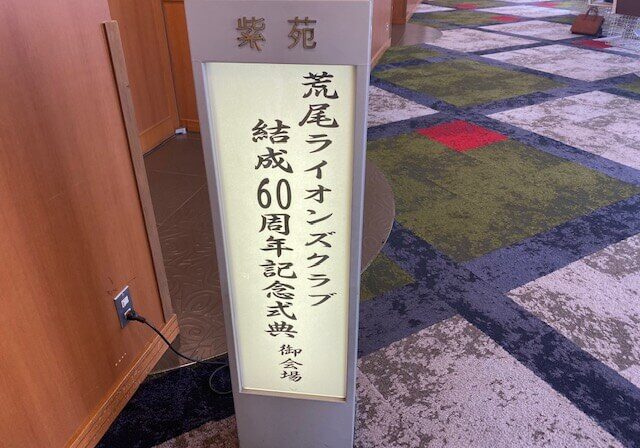 紫苑
荒尾ライオンズクラブ
結成60周年記念式典 御会場